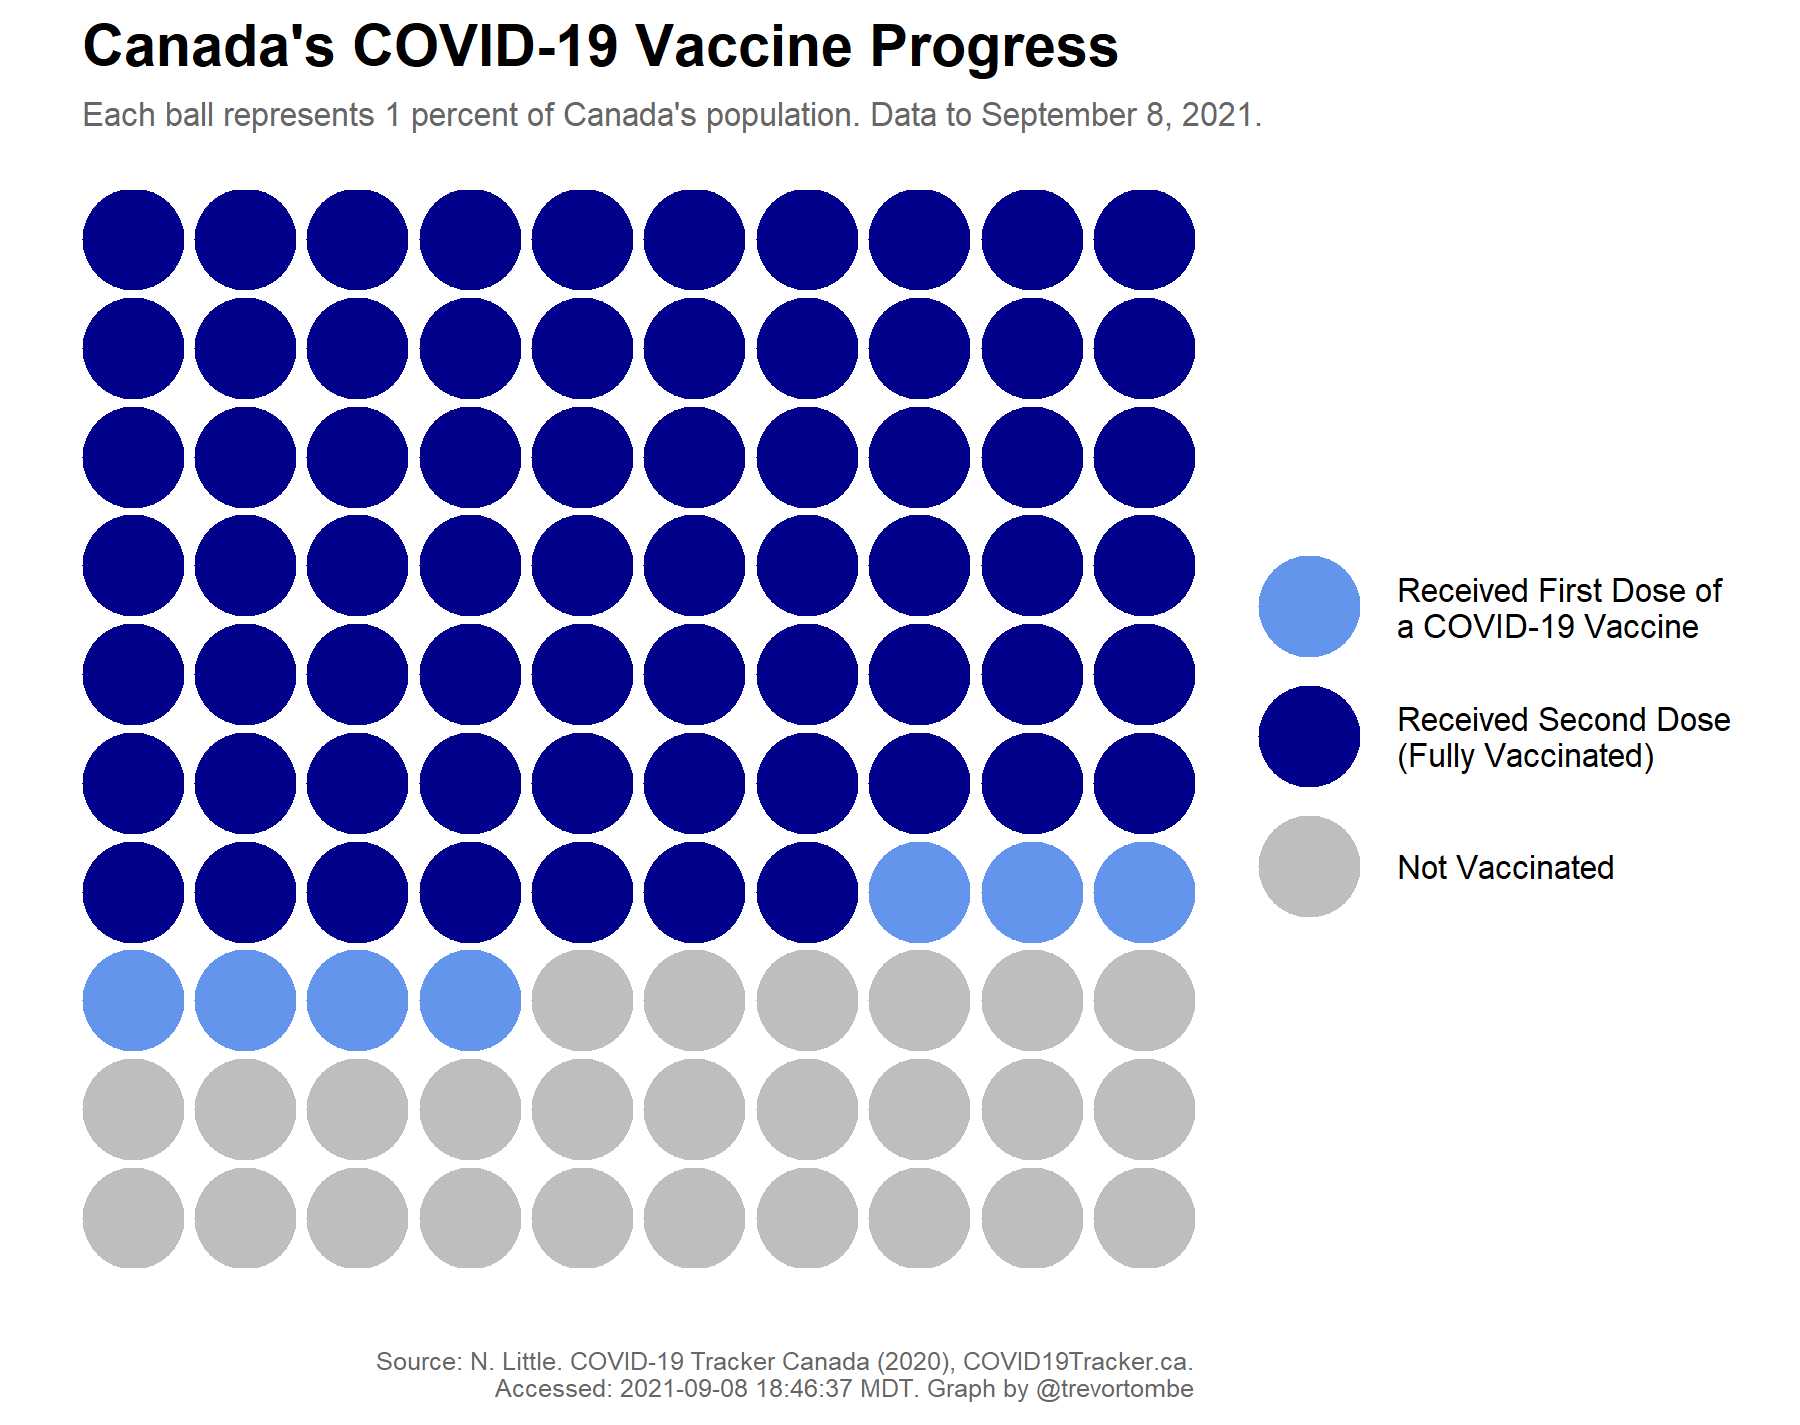 Canada's COVID-19 Vaccine Progress
Each ball represents 1 percent of Canada's population. Data to September 8, 2021.
Received First Dose of
a COVID-19 Vaccine
Received Second Dose
(Fully Vaccinated)
Not Vaccinated
Source: N. Little. COVID-19 Tracker Canada (2020), COVID19Tracker.ca.
Accessed: 2021-09-08 18:46:37 MDT. Graph by @trevortombe